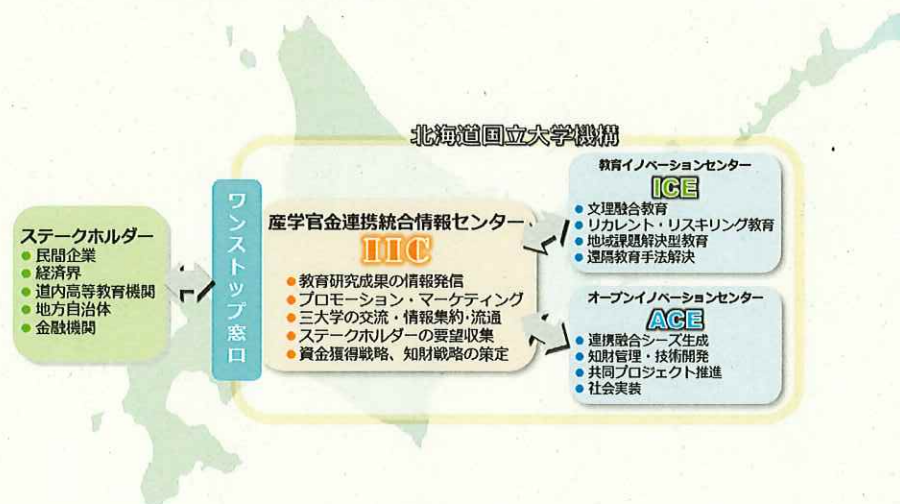 北海道国立大学機構
ステークホルダー
● 民間企業
● 経済界
● 道内高等教育機関
● 地方自治体
● 金融機関
ワンストップ窓口
産学官金連携統合情報センター
IIC
● 教育研究成果の情報発信
● プロモーション・マーケティング
● 三大学の交流・情報集約・流通
● ステークホルダーの要望収集
● 資金獲得戦略、知財戦略の策定
教育イノベーションセンター
ICE
● 文理融合教育
● リカレント・リスキリング教育
● 地域課題解決型教育
● 遠隔教育手法解決
オープンイノベーションセンター
ACE
● 連携融合シーズ生成
● 知財管理・技術開発
● 共同プロジェクト推進
● 社会実装